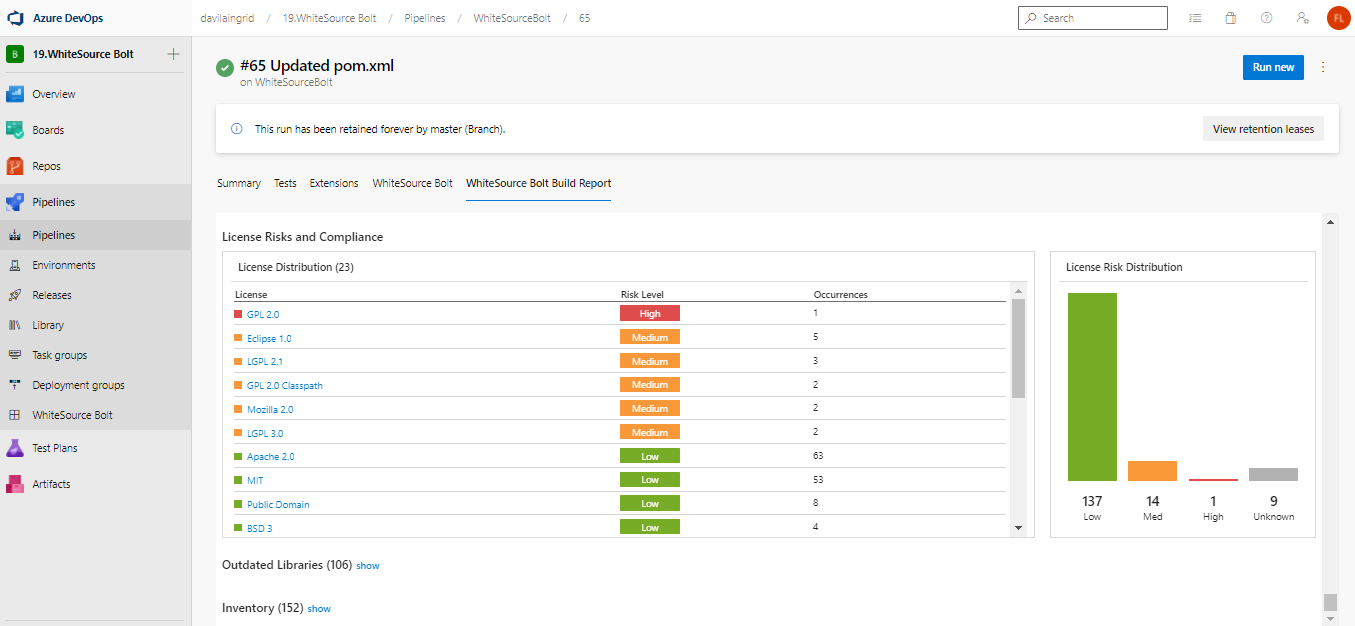 Azure DevOps
davilaingrid / 19.WhiteSource Bolt / Pipelines / WhiteSourceBolt / 65
Search
FL
B 19.WhiteSource Bolt
Overview
Boards
Repos
Pipelines
Pipelines
Environments
Releases
Library
Task groups
Deployment groups
WhiteSource Bolt
Test Plans
Artifacts
#65 Updated pom.xml
on WhiteSourceBolt
Run new
This run has been retained forever by master (Branch).
View retention leases
Summary Tests Extensions WhiteSource Bolt WhiteSource Bolt Build Report
License Risks and Compliance
License Distribution (23)
License Risk Level Occurrences
GPL 2.0 High 1
Eclipse 1.0 Medium 5
LGPL 2.1 Medium 3
GPL 2.0 Classpath Medium 2
Mozilla 2.0 Medium 2
LGPL 3.0 Medium 2
Apache 2.0 Low 63
MIT Low 53
Public Domain Low 8
BSD 3 Low 4
License Risk Distribution
137 14 1 9
Low Med High Unknown
Outdated Libraries (106) show
Inventory (152) show